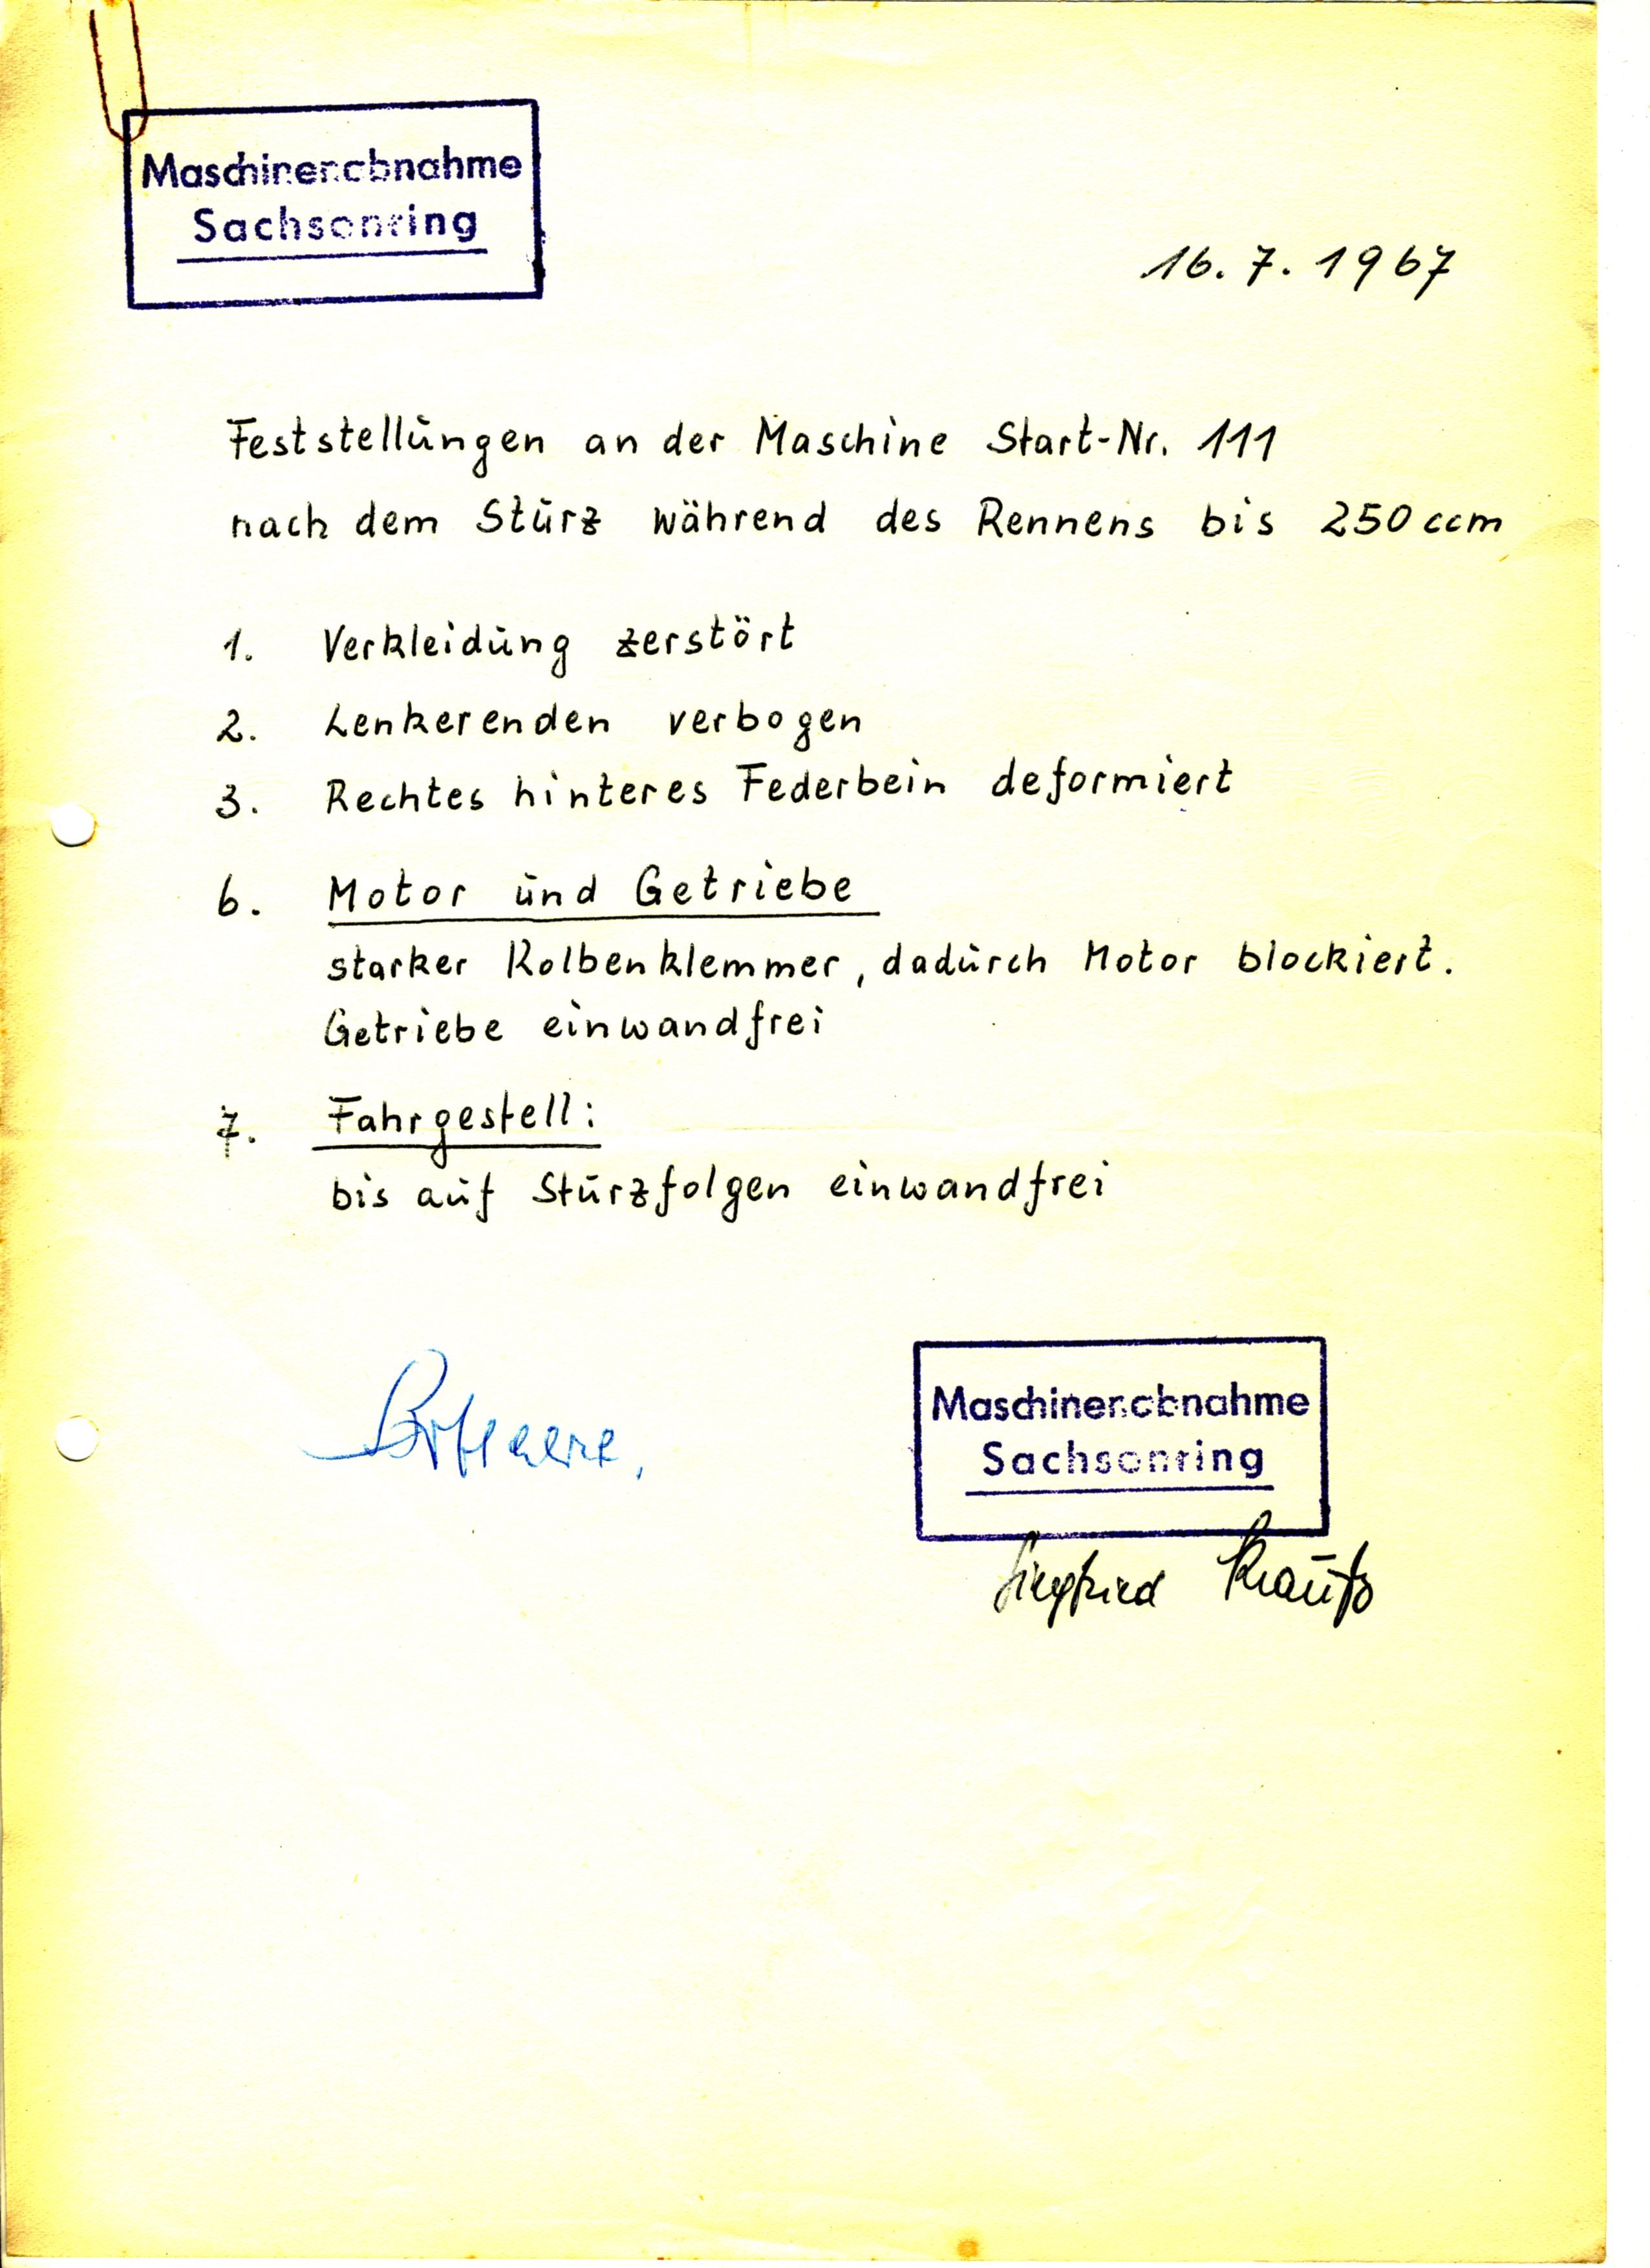 Maschinenabnahme
Sachsenring
16. 7. 1967
Feststellungen an der Maschine Start-Nr. 111
nach dem Sturz während des Rennens bis 250 ccm
1. Verkleidung zerstört
2. Lenkerenden verbogen
3. Rechtes hinteres Federbein deformiert
6. Motor und Getriebe
starker Kolbenklemmer, dadurch Motor blockiert.
Getriebe einwandfrei
7. Fahrgestell:
bis auf Sturzfolgen einwandfrei
Maschinenabnahme
Sachsenring
Siegfried